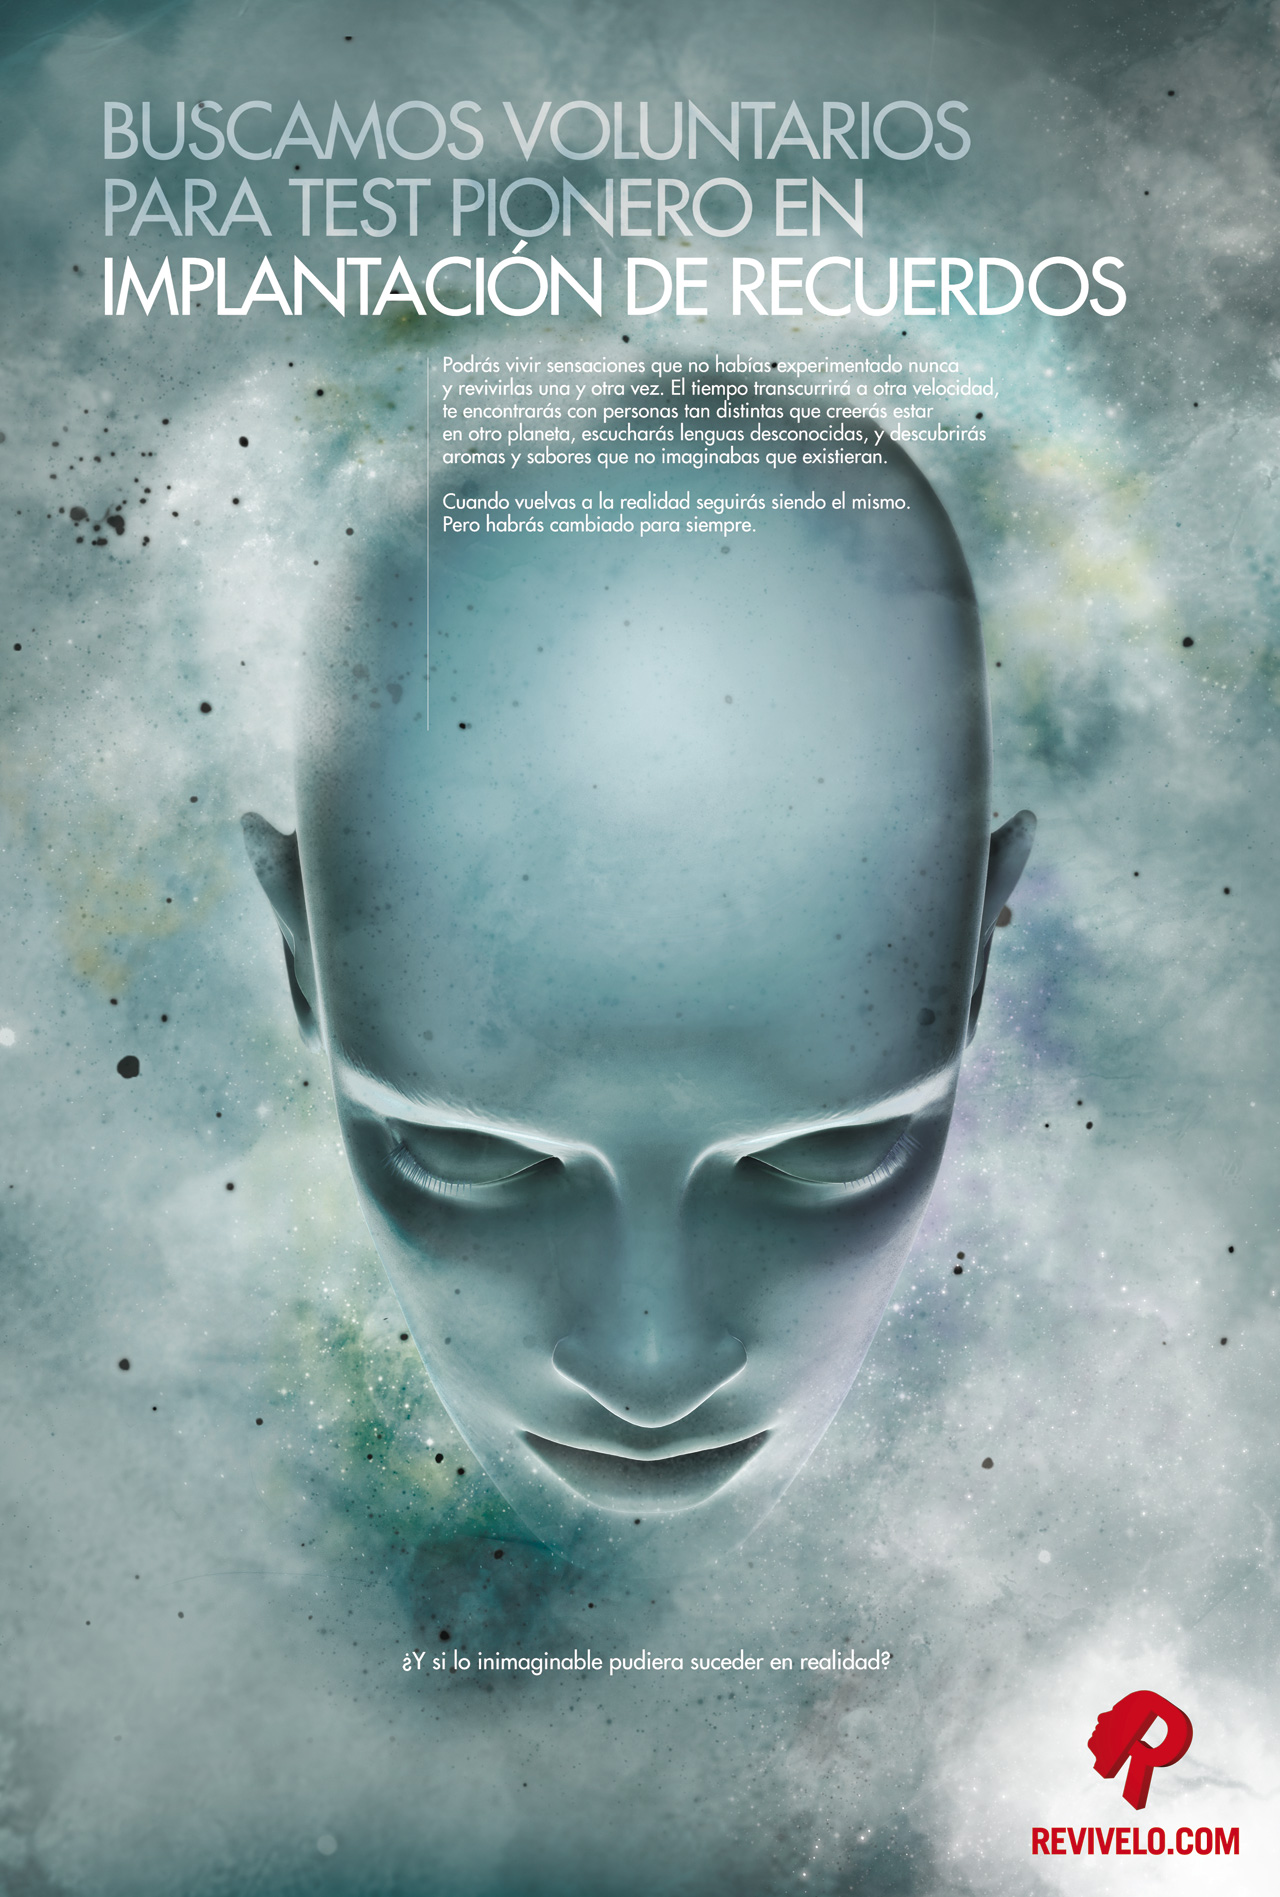 BUSCAMOS VOLUNTARIOS
PARA TEST PIONERO EN
IMPLANTACIÓN DE RECUERDOS
Podrás vivir sensaciones que no habías experimentado nunca
y revivirlas una y otra vez. El tiempo transcurrirá a otra velocidad,
te encontrarás con personas tan distintas que creerás estar
en otro planeta, escucharás lenguas desconocidas, y descubrirás
aromas y sabores que no imaginabas que existieran.
Cuando vuelvas a la realidad seguirás siendo el mismo.
Pero habrás cambiado para siempre.
¿Y si lo inimaginable pudiera suceder en realidad?
R
REVIVELO.COM